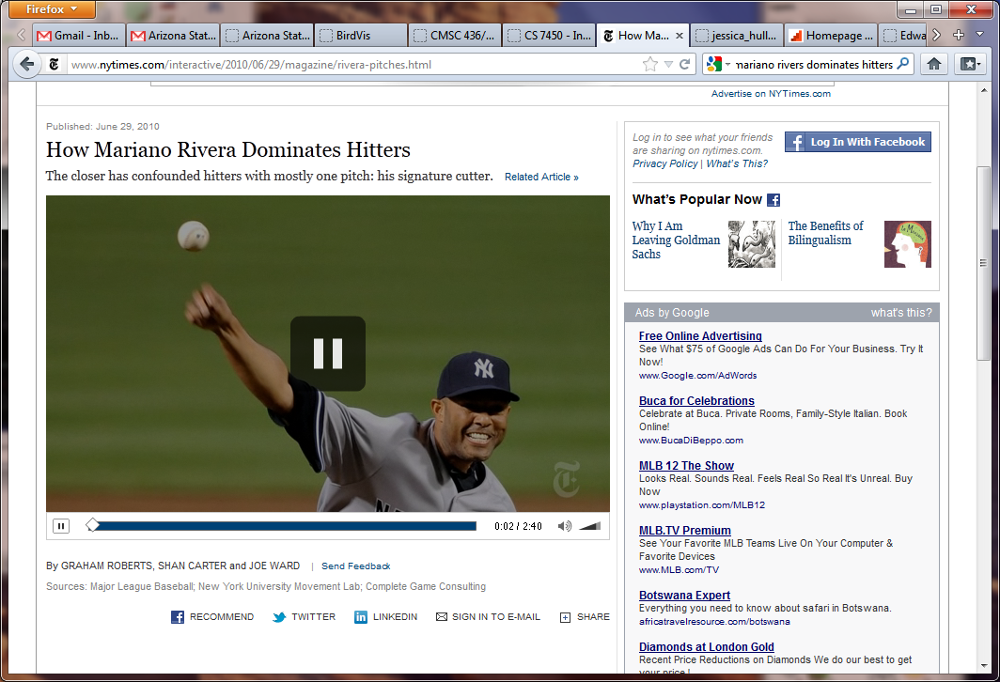 Firefox
Gmail - Inb...
Arizona Stat...
Arizona Stat...
BirdVis
CMSC 436/...
CS 7450 - In...
How Ma...
jessica_hull...
Homepage ...
Edwa
www.nytimes.com/interactive/2010/06/29/magazine/rivera-pitches.html
mariano rivers dominates hitters
Advertise on NYTimes.com
Published: June 29, 2010
How Mariano Rivera Dominates Hitters
The closer has confounded hitters with mostly one pitch: his signature cutter. Related Article »
0:02 / 2:40
By GRAHAM ROBERTS, SHAN CARTER and JOE WARD | Send Feedback
Sources: Major League Baseball; New York University Movement Lab; Complete Game Consulting
RECOMMEND
TWITTER
LINKEDIN
SIGN IN TO E-MAIL
SHARE
Log in to see what your friends
are sharing on nytimes.com.
Privacy Policy | What's This?
Log In With Facebook
What's Popular Now
Why I Am
Leaving Goldman
Sachs
The Benefits of
Bilingualism
Ads by Google
what's this?
Free Online Advertising
See What $75 of Google Ads Can Do For Your Business. Try It
Now!
www.Google.com/AdWords
Buca for Celebrations
Celebrate at Buca. Private Rooms, Family-Style Italian. Book
Online!
www.BucaDiBeppo.com
MLB 12 The Show
Looks Real. Sounds Real. Feels Real So Real It's Unreal. Buy
Now
www.playstation.com/MLB12
MLB.TV Premium
See Your Favorite MLB Teams Live On Your Computer &
Favorite Devices
www.MLB.com/TV
Botswana Expert
Everything you need to know about safari in Botswana.
africatravelresource.com/botswana
Diamonds at London Gold
Recent Price Reductions on Diamonds We do our best to get
your price !